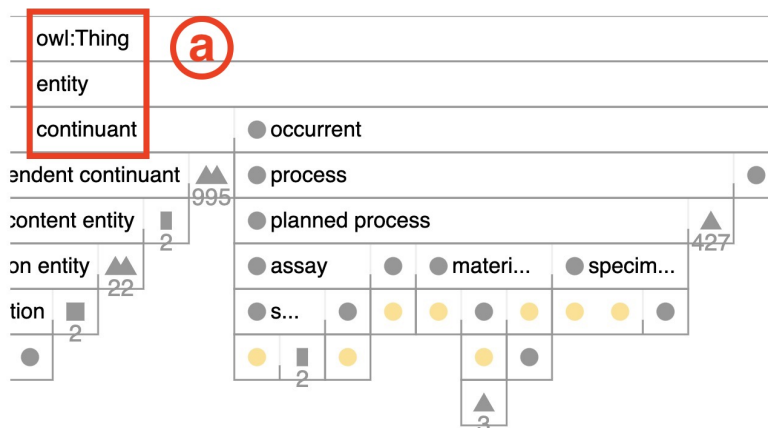 owl:Thing
a
entity
continuant
occurrent
endent continuant
995
process
content entity
2
planned process
427
on entity
22
assay
materi...
specim...
tion
2
s...
2
3